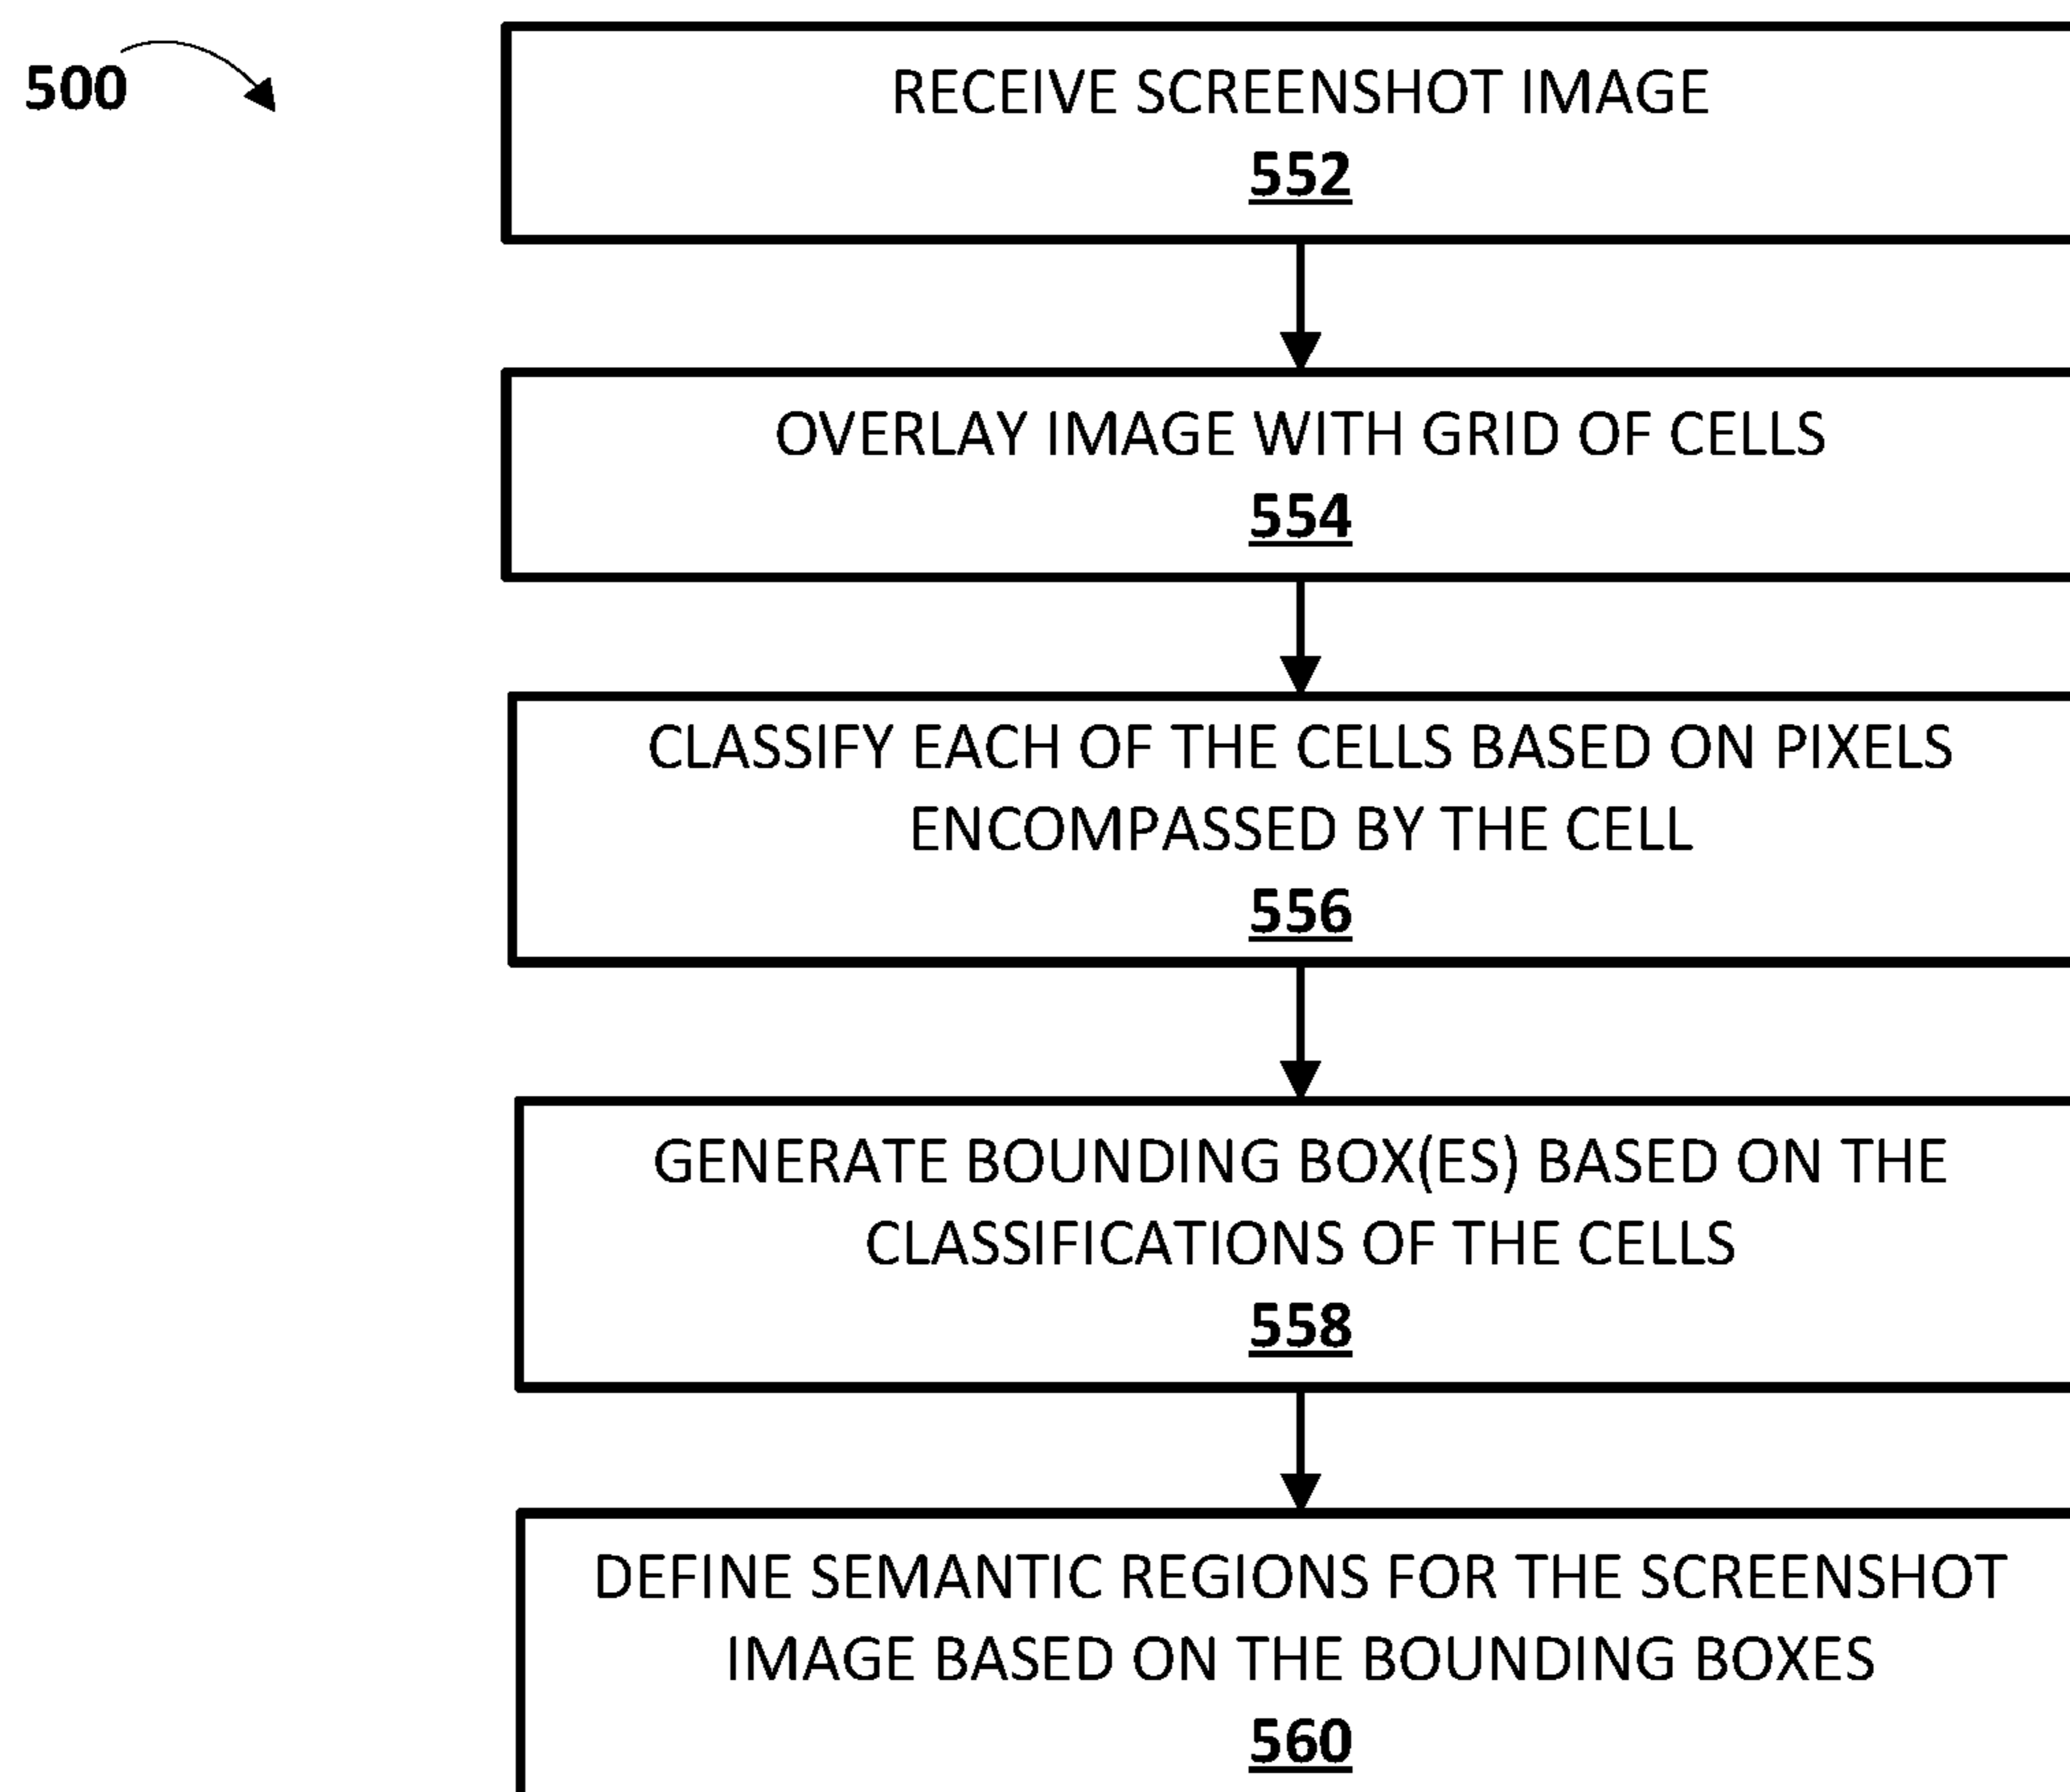 500
RECEIVE SCREENSHOT IMAGE
552
OVERLAY IMAGE WITH GRID OF CELLS
554
CLASSIFY EACH OF THE CELLS BASED ON PIXELS
ENCOMPASSED BY THE CELL
556
GENERATE BOUNDING BOX(ES) BASED ON THE
CLASSIFICATIONS OF THE CELLS
558
DEFINE SEMANTIC REGIONS FOR THE SCREENSHOT
IMAGE BASED ON THE BOUNDING BOXES
560